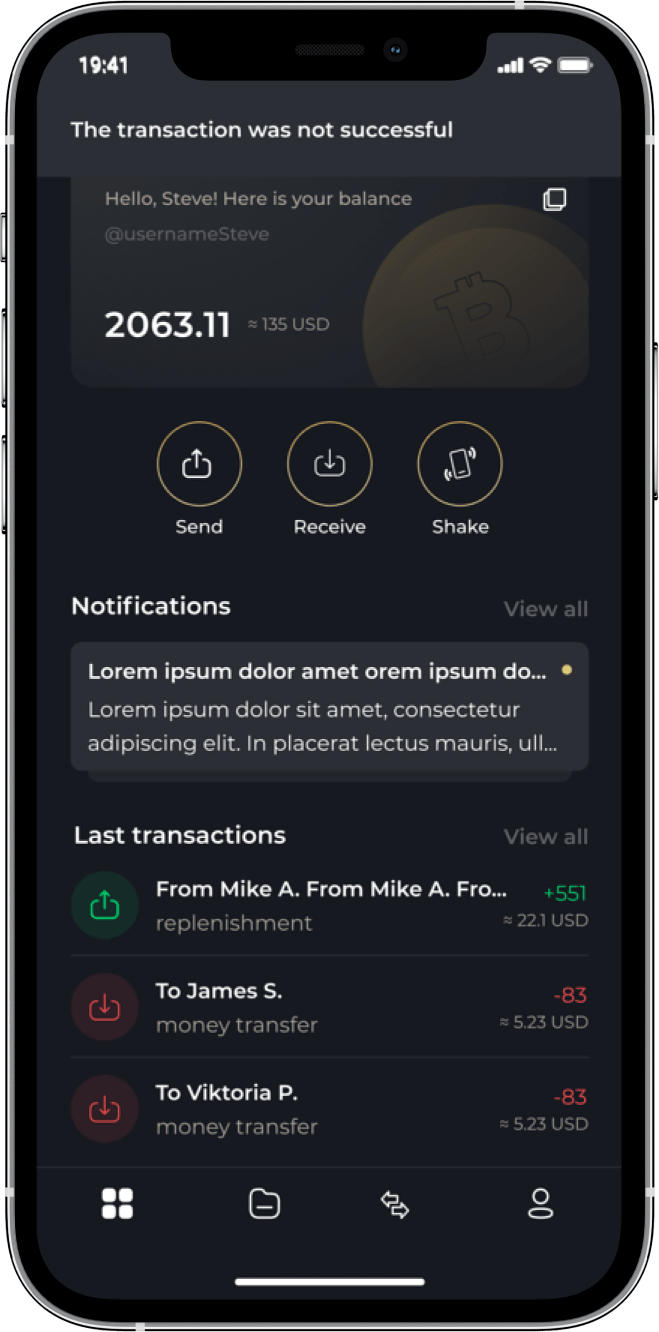 19:41
The transaction was not successful
Hello, Steve! Here is your balance
@usernameSteve
2063.11 ≈ 135 USD
Send Receive Shake
Notifications View all
Lorem ipsum dolor amet orem ipsum do...
Lorem ipsum dolor sit amet, consectetur
adipiscing elit. In placerat lectus mauris, ull...
Last transactions View all
From Mike A. From Mike A. Fro... +551
replenishment ≈ 22.1 USD
To James S. -83
money transfer ≈ 5.23 USD
To Viktoria P. -83
money transfer ≈ 5.23 USD